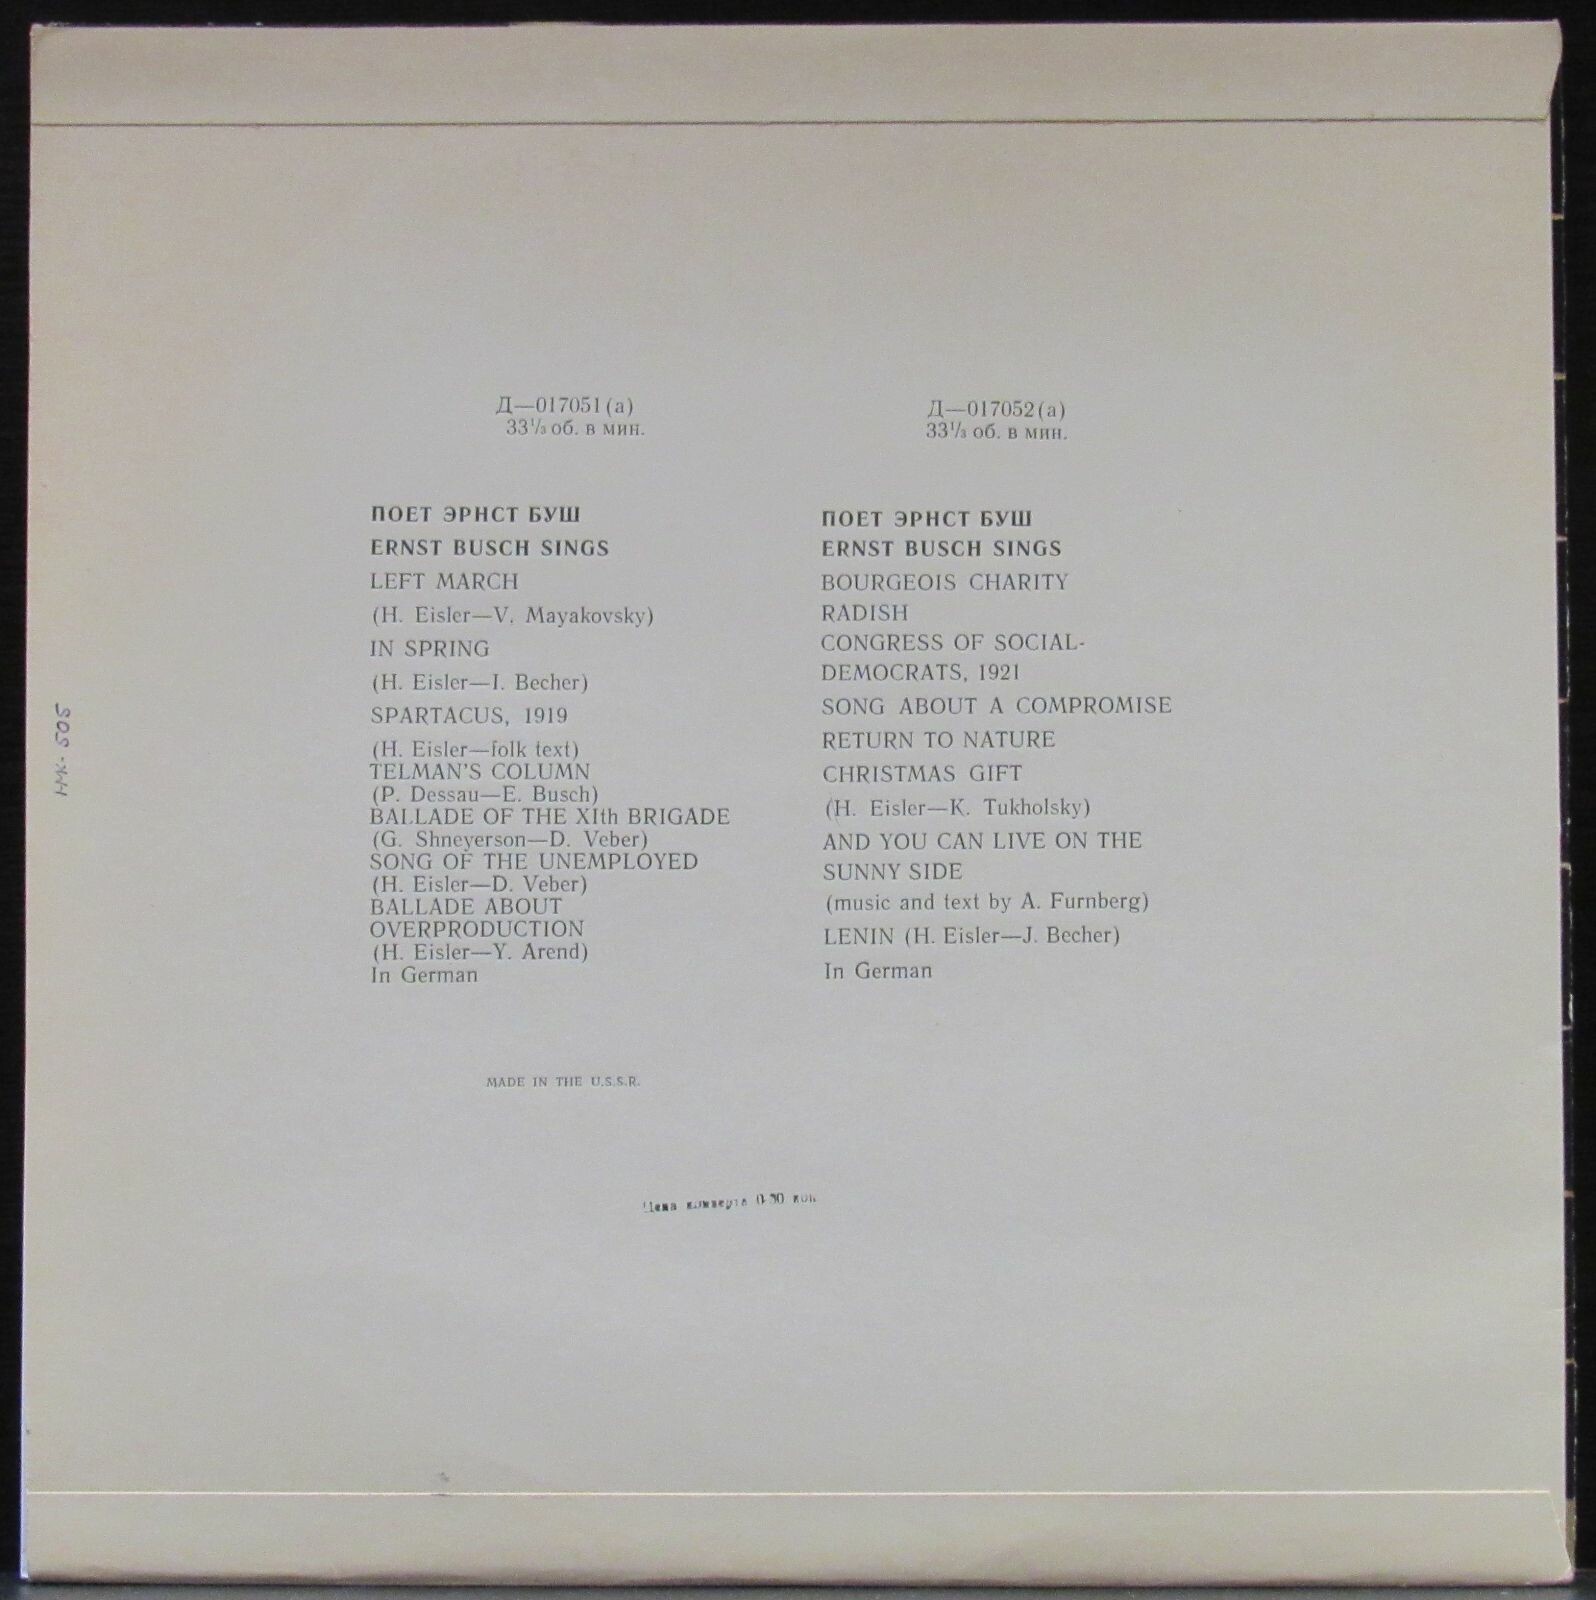 Д—017051(а)
33⅓ об. в мин.
ПОЕТ ЭРНСТ БУШ
ERNST BUSCH SINGS
LEFT MARCH
(H. Eisler—V. Mayakovsky)
IN SPRING
(H. Eisler—I. Becher)
SPARTACUS, 1919
(H. Eisler—folk text)
TELMAN'S COLUMN
(P. Dessau—E. Busch)
BALLADE OF THE XIth BRIGADE
(G. Shneyerson—D. Veber)
SONG OF THE UNEMPLOYED
(H. Eisler—D. Veber)
BALLADE ABOUT
OVERPRODUCTION
(H. Eisler—Y. Arend)
In German
MADE IN THE U.S.S.R.
Д—017052(а)
33⅓ об. в мин.
ПОЕТ ЭРНСТ БУШ
ERNST BUSCH SINGS
BOURGEOIS CHARITY
RADISH
CONGRESS OF SOCIAL-
DEMOCRATS, 1921
SONG ABOUT A COMPROMISE
RETURN TO NATURE
CHRISTMAS GIFT
(H. Eisler—K. Tukholsky)
AND YOU CAN LIVE ON THE
SUNNY SIDE
(music and text by A. Furnberg)
LENIN (H. Eisler—J. Becher)
In German
Цена конверта
505